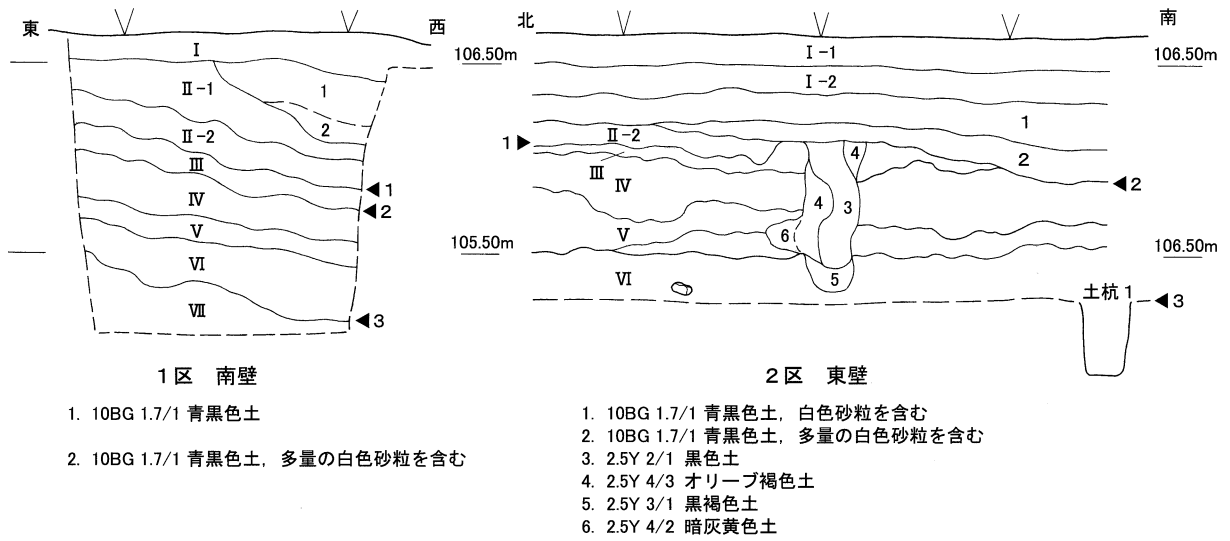 東 西
106.50m
Ⅰ
Ⅱ-1
1
2
Ⅱ-2
Ⅲ
◀1
Ⅳ
◀2
Ⅴ
105.50m
Ⅵ
Ⅶ
◀3
1区 南壁
1. 10BG 1.7/1 青黒色土
2. 10BG 1.7/1 青黒色土, 多量の白色砂粒を含む
北 南
106.50m
Ⅰ-1
Ⅰ-2
1
1▶
Ⅱ-2
4
2
Ⅲ
Ⅳ
◀2
4
3
Ⅴ
6
106.50m
Ⅵ
5
土杭1
◀3
2区 東壁
1. 10BG 1.7/1 青黒色土, 白色砂粒を含む
2. 10BG 1.7/1 青黒色土, 多量の白色砂粒を含む
3. 2.5Y 2/1 黒色土
4. 2.5Y 4/3 オリーブ褐色土
5. 2.5Y 3/1 黒褐色土
6. 2.5Y 4/2 暗灰黄色土